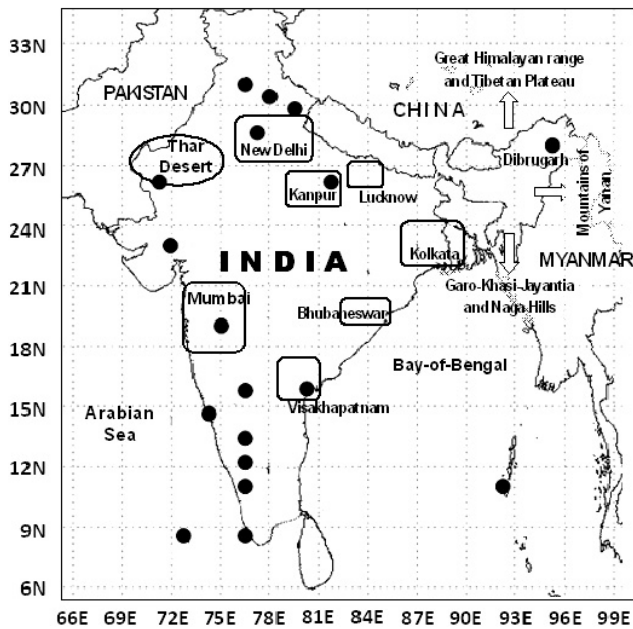 33N
Great Himalayan range
and Tibetan Plateau
PAKISTAN
CHINA
30N
Thar
Desert
New Delhi
Dibrugarh
27N
Kanpur
Lucknow
Mountains of
Yanan,
24N
INDIA
Kolkata
MYANMAR
21N
Mumbai
Bhubaneswar
Garo-Khasi-Jayantia
and Naga Hills
18N
Bay-of-Bengal
15N
Arabian
Sea
Visakhapatnam
12N
9N
6N
66E 69E 72E 75E 78E 81E 84E 87E 90E 93E 96E 99E